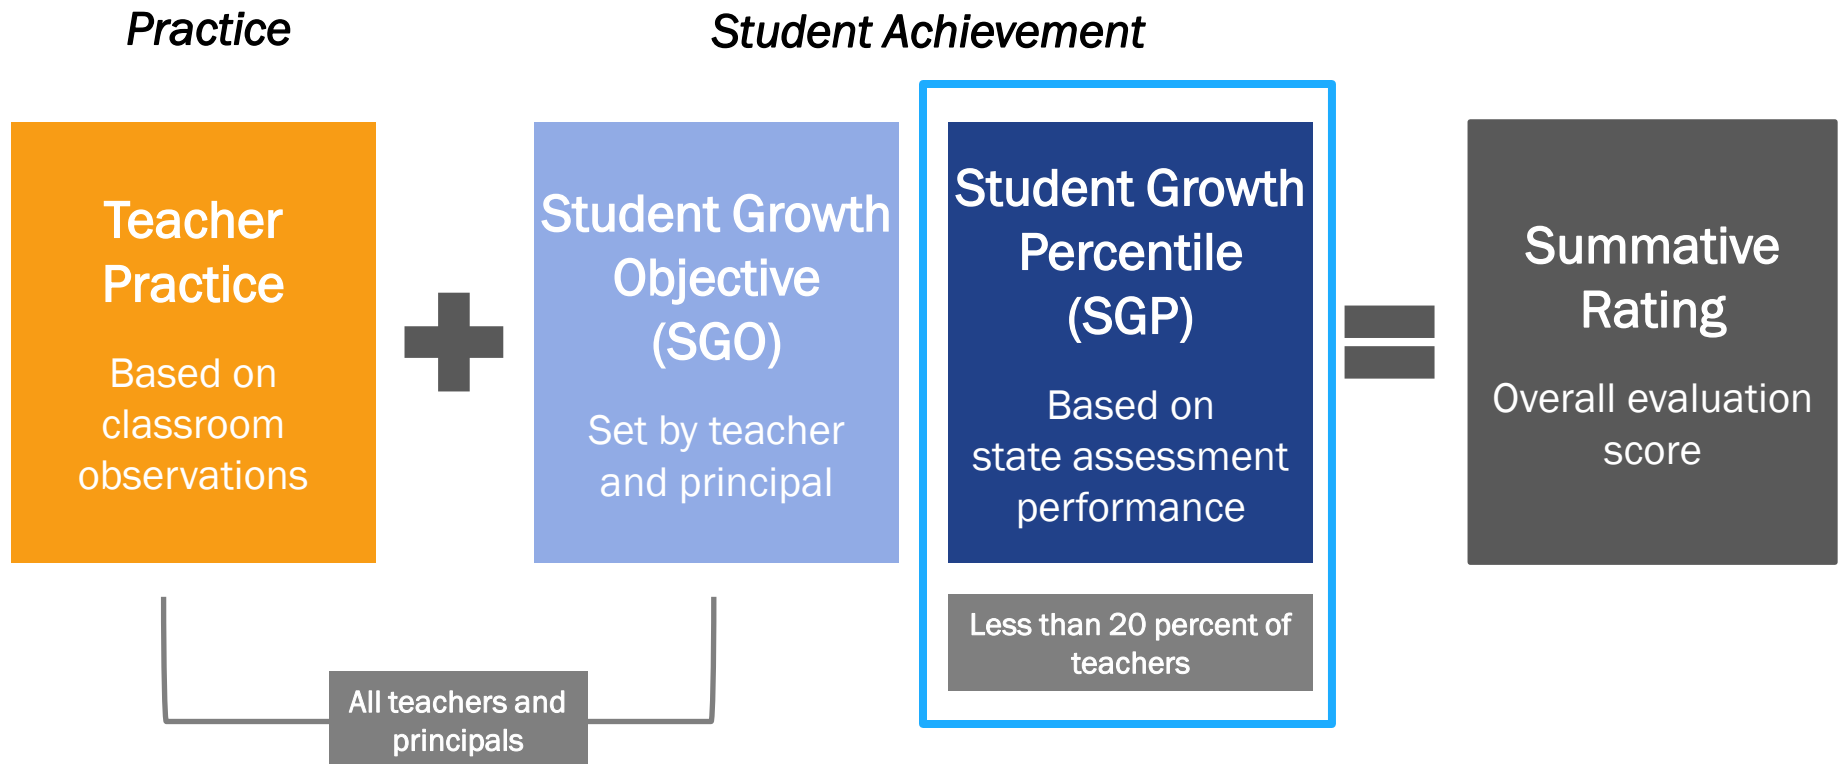 Practice
Student Achievement
Teacher
Practice
Based on
classroom
observations
Student Growth
Objective
(SGO)
Set by teacher
and principal
Student Growth
Percentile
(SGP)
Based on
state assessment
performance
Less than 20 percent of
teachers
Summative
Rating
Overall evaluation
score
All teachers and
principals